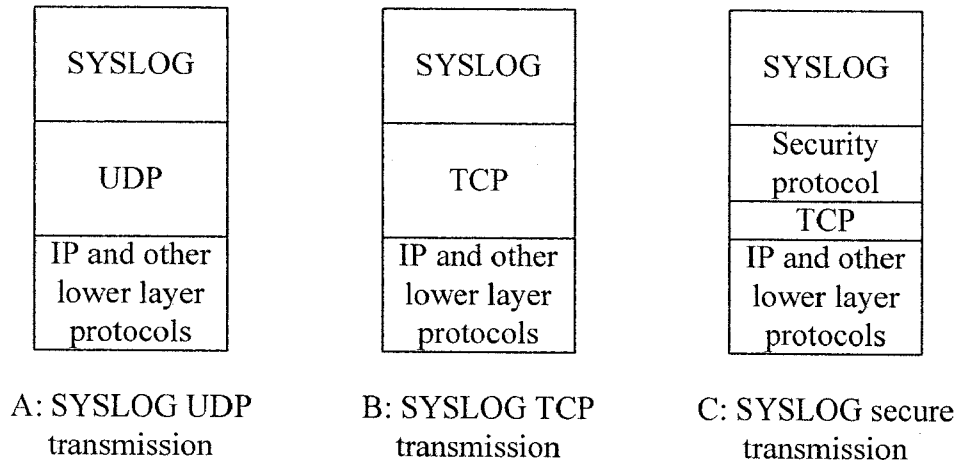 SYSLOG
UDP
IP and other
lower layer
protocols
A: SYSLOG UDP
transmission
SYSLOG
TCP
IP and other
lower layer
protocols
B: SYSLOG TCP
transmission
SYSLOG
Security
protocol
TCP
IP and other
lower layer
protocols
C: SYSLOG secure
transmission